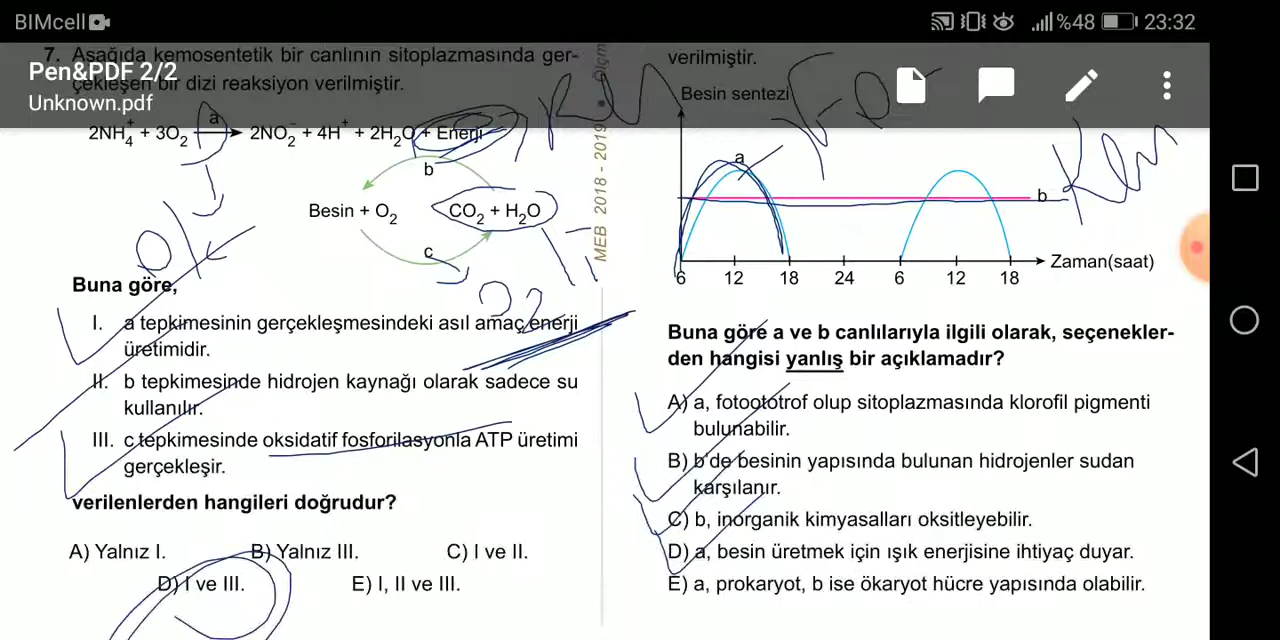 BIMcell
%48 23:32
7. Aşağıda kemosentetik bir canlının sitoplazmasında ger-
Pen&PDF 2/2
çekleşen bir dizi reaksiyon verilmiştir.
Unknown.pdf
2NH4+ + 3O2 a 2NO2- + 4H+ + 2H2O + Enerji
b
Besin + O2 CO2 + H2O
c
O2
Buna göre,
I. a tepkimesinin gerçekleşmesindeki asıl amaç enerji
üretimidir.
II. b tepkimesinde hidrojen kaynağı olarak sadece su
kullanılır.
III. c tepkimesinde oksidatif fosforilasyonla ATP üretimi
gerçekleşir.
verilenlerden hangileri doğrudur?
A) Yalnız I. B) Yalnız III. C) I ve II.
D) I ve III. E) I, II ve III.
MEB 2018 - 2019 ● Ölçm
verilmiştir.
Besin sentezi
a
b Kem
6 12 18 24 6 12 18 Zaman(saat)
Buna göre a ve b canlılarıyla ilgili olarak, seçenekler-
den hangisi yanlış bir açıklamadır?
A) a, fotoototrof olup sitoplazmasında klorofil pigmenti
bulunabilir.
B) b'de besinin yapısında bulunan hidrojenler sudan
karşılanır.
C) b, inorganik kimyasalları oksitleyebilir.
D) a, besin üretmek için ışık enerjisine ihtiyaç duyar.
E) a, prokaryot, b ise ökaryot hücre yapısında olabilir.